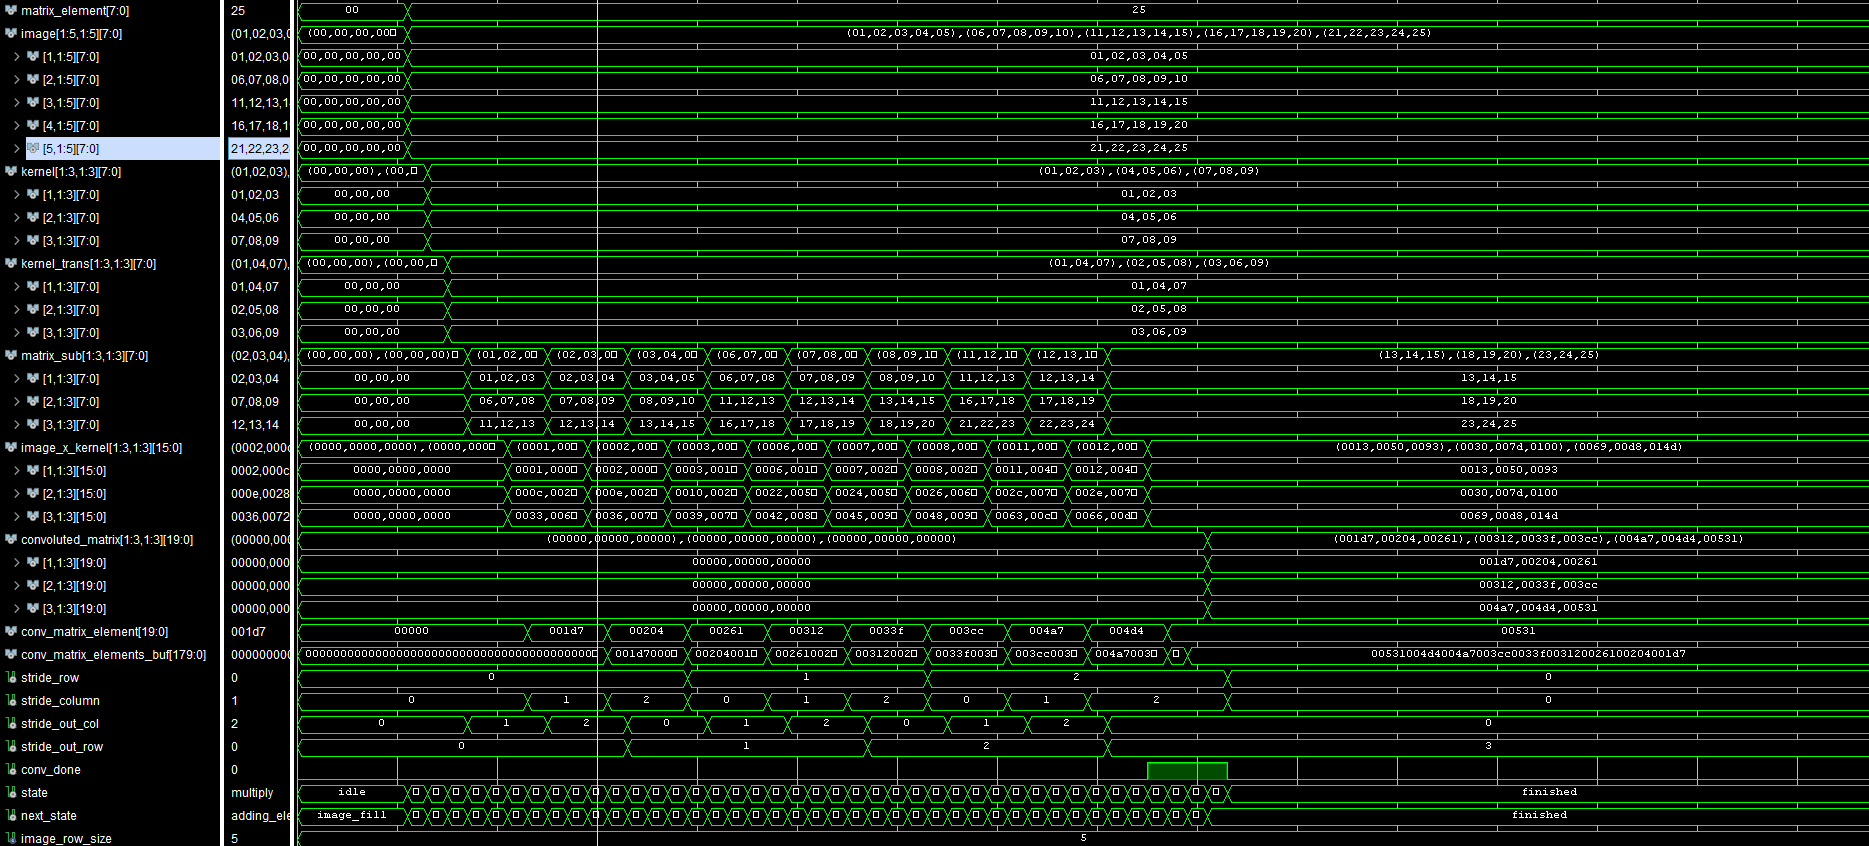 matrix_element[7:0] 25 00 25
image[1:5,1:5][7:0] (01,02,03,0 (00,00,00,00 (01,02,03,04,05),(06,07,08,09,10),(11,12,13,14,15),(16,17,18,19,20),(21,22,23,24,25)
[1,1:5][7:0] 01,02,03,0 00,00,00,00,00 01,02,03,04,05
[2,1:5][7:0] 06,07,08,0 00,00,00,00,00 06,07,08,09,10
[3,1:5][7:0] 11,12,13,1 00,00,00,00,00 11,12,13,14,15
[4,1:5][7:0] 16,17,18,1 00,00,00,00,00 16,17,18,19,20
[5,1:5][7:0] 21,22,23,2 00,00,00,00,00 21,22,23,24,25
kernel[1:3,1:3][7:0] (01,02,03), (00,00,00),(00, (01,02,03),(04,05,06),(07,08,09)
[1,1:3][7:0] 01,02,03 00,00,00 01,02,03
[2,1:3][7:0] 04,05,06 00,00,00 04,05,06
[3,1:3][7:0] 07,08,09 00,00,00 07,08,09
kernel_trans[1:3,1:3][7:0] (01,04,07), (00,00,00),(00,00, (01,04,07),(02,05,08),(03,06,09)
[1,1:3][7:0] 01,04,07 00,00,00 01,04,07
[2,1:3][7:0] 02,05,08 00,00,00 02,05,08
[3,1:3][7:0] 03,06,09 00,00,00 03,06,09
matrix_sub[1:3,1:3][7:0] (02,03,04), (00,00,00),(00,00,00) (01,02,0 (02,03,0 (03,04,0 (06,07,0 (07,08,0 (08,09,1 (11,12,1 (12,13,1 (13,14,15),(18,19,20),(23,24,25)
[1,1:3][7:0] 02,03,04 00,00,00 01,02,03 02,03,04 03,04,05 06,07,08 07,08,09 08,09,10 11,12,13 12,13,14 13,14,15
[2,1:3][7:0] 07,08,09 00,00,00 06,07,08 07,08,09 08,09,10 11,12,13 12,13,14 13,14,15 16,17,18 17,18,19 18,19,20
[3,1:3][7:0] 12,13,14 00,00,00 11,12,13 12,13,14 13,14,15 16,17,18 17,18,19 18,19,20 21,22,23 22,23,24 23,24,25
image_x_kernel[1:3,1:3][15:0] (0002,000c (0000,0000,0000),(0000,000 (0001,00 (0002,00 (0003,00 (0006,00 (0007,00 (0008,00 (0011,00 (0012,00 (0013,0050,0093),(0030,007d,0100),(0069,00d8,014d)
[1,1:3][15:0] 0002,000c 0000,0000,0000 0001,000 0002,000 0003,001 0006,001 0007,002 0008,002 0011,004 0012,004 0013,0050,0093
[2,1:3][15:0] 000e,0028 0000,0000,0000 000c,002 000e,002 0010,002 0022,005 0024,005 0026,006 002c,007 002e,007 0030,007d,0100
[3,1:3][15:0] 0036,0072 0000,0000,0000 0033,006 0036,007 0039,007 0042,008 0045,009 0048,009 0063,00c 0066,00d 0069,00d8,014d
convoluted_matrix[1:3,1:3][19:0] (00000,000 (00000,00000,00000),(00000,00000,00000),(00000,00000,00000) (001d7,00204,00261),(00312,0033f,003cc),(004a7,004d4,00531)
[1,1:3][19:0] 00000,000 00000,00000,00000 001d7,00204,00261
[2,1:3][19:0] 00000,000 00000,00000,00000 00312,0033f,003cc
[3,1:3][19:0] 00000,000 00000,00000,00000 004a7,004d4,00531
conv_matrix_element[19:0] 001d7 00000 001d7 00204 00261 00312 0033f 003cc 004a7 004d4 00531
conv_matrix_elements_buf[179:0] 000000000 001d7000 00204001 00261002 00312002 0033f003 003cc003 004a7003 00531004d4004a7003cc0033f003120026100204001d7
stride_row 0 0 1 2 0
stride_column 1 0 1 2 0 1 2 0 1 2 0
stride_out_col 2 0 1 2 0 1 2 0 1 2 0
stride_out_row 0 0 1 2 3
conv_done 0
state multiply idle finished
next_state adding_ele image_fill finished
image_row_size 5 5